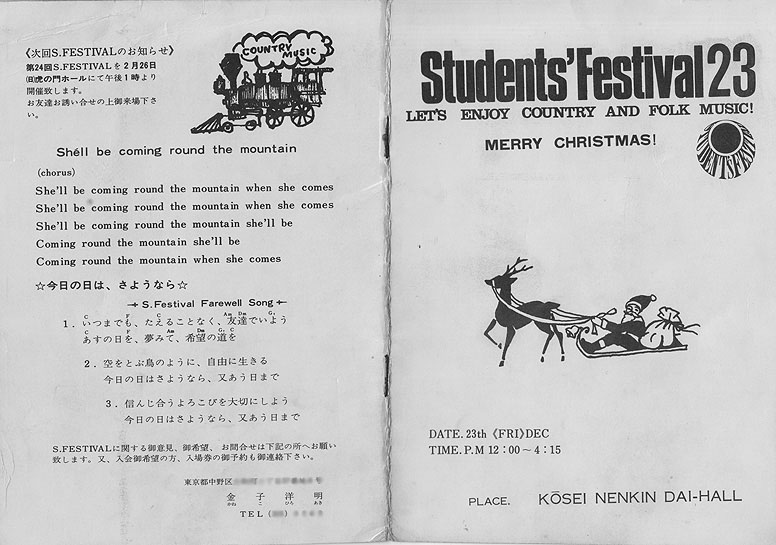 《次回S.FESTIVALのお知らせ》
第24回S.FESTIVALを2月26日
(日)虎の門ホールにて午後1時より
開催致します。
お友達お誘い合せの上御来場下さ
い。
COUNTRY MUSIC
Shéll be coming round the mountain
(chorus)
She'll be coming round the mountain when she comes
She'll be coming round the mountain when she comes
She'll be coming round the mountain she'll be
Coming round the mountain she'll be
Coming round the mountain when she comes
☆今日の日は、さようなら☆
S.Festival Farewell Song
C F C Am Dm G₇
1. いつまでも、たえることなく、友達でいよう
C F Am Dm G₇ C
あすの日を、夢みて、希望の道を
2. 空をとぶ鳥のように、自由に生きる
今日の日はさようなら、又あう日まで
3. 信んじ合うよろこびを大切にしよう
今日の日はさようなら、又あう日まで
S.FESTIVALに関する御意見、御希望、お問合せは下記の所へお願い
致します。又、入会御希望の方、入場券の御予約も御連絡下さい。
東京都中野区
金子洋明
かねこひろあき
TEL
Students' Festival 23
LET'S ENJOY COUNTRY AND FOLK MUSIC!
MERRY CHRISTMAS!
DATE. 23th 《FRI》DEC
TIME. P.M 12:00~4:15
PLACE. KŌSEI NENKIN DAI-HALL